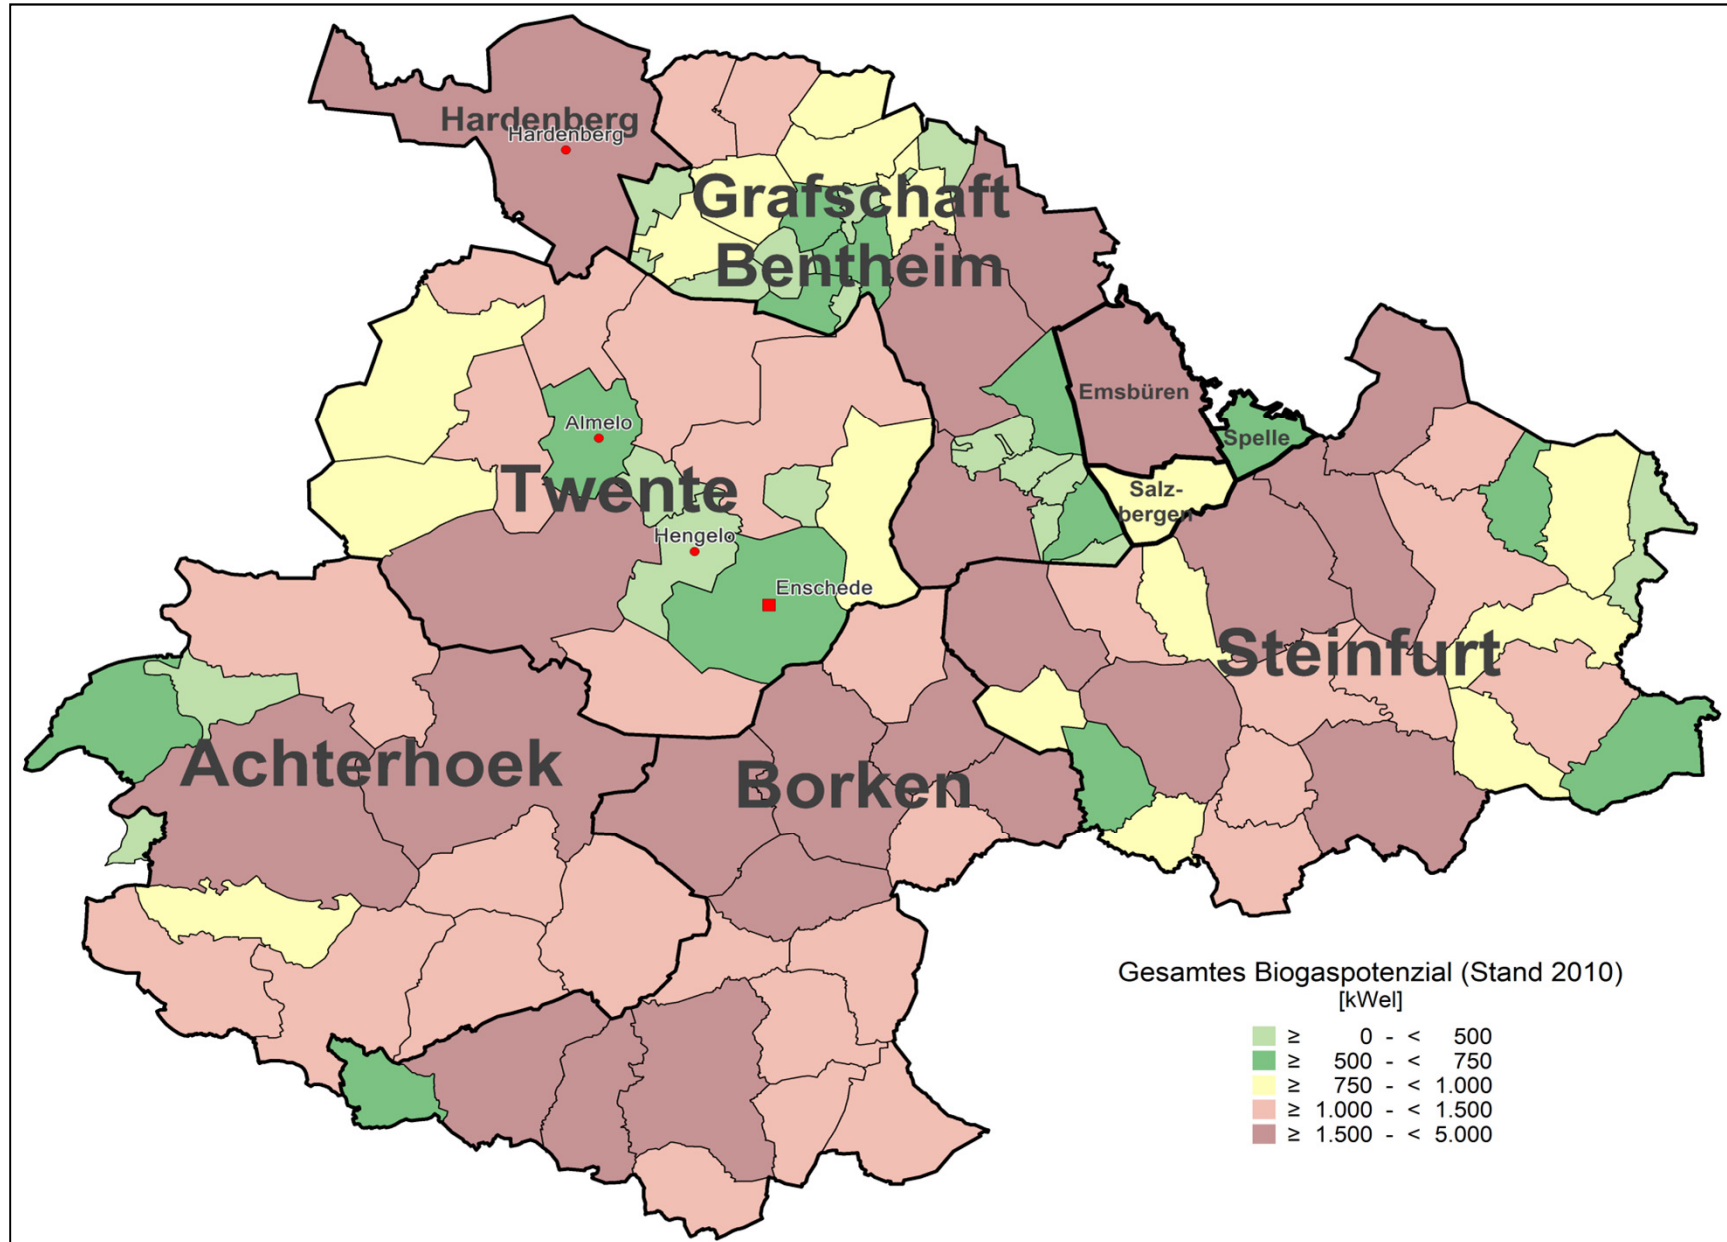 Hardenberg
Hardenberg
Grafschaft
Bentheim
Emsbüren
Almelo
Spelle
Twente
Salz-
bergen
Hengelo
Enschede
Steinfurt
Achterhoek
Borken
Gesamtes Biogaspotenzial (Stand 2010)
[kWel]
≥ 0 - < 500
≥ 500 - < 750
≥ 750 - < 1.000
≥ 1.000 - < 1.500
≥ 1.500 - < 5.000